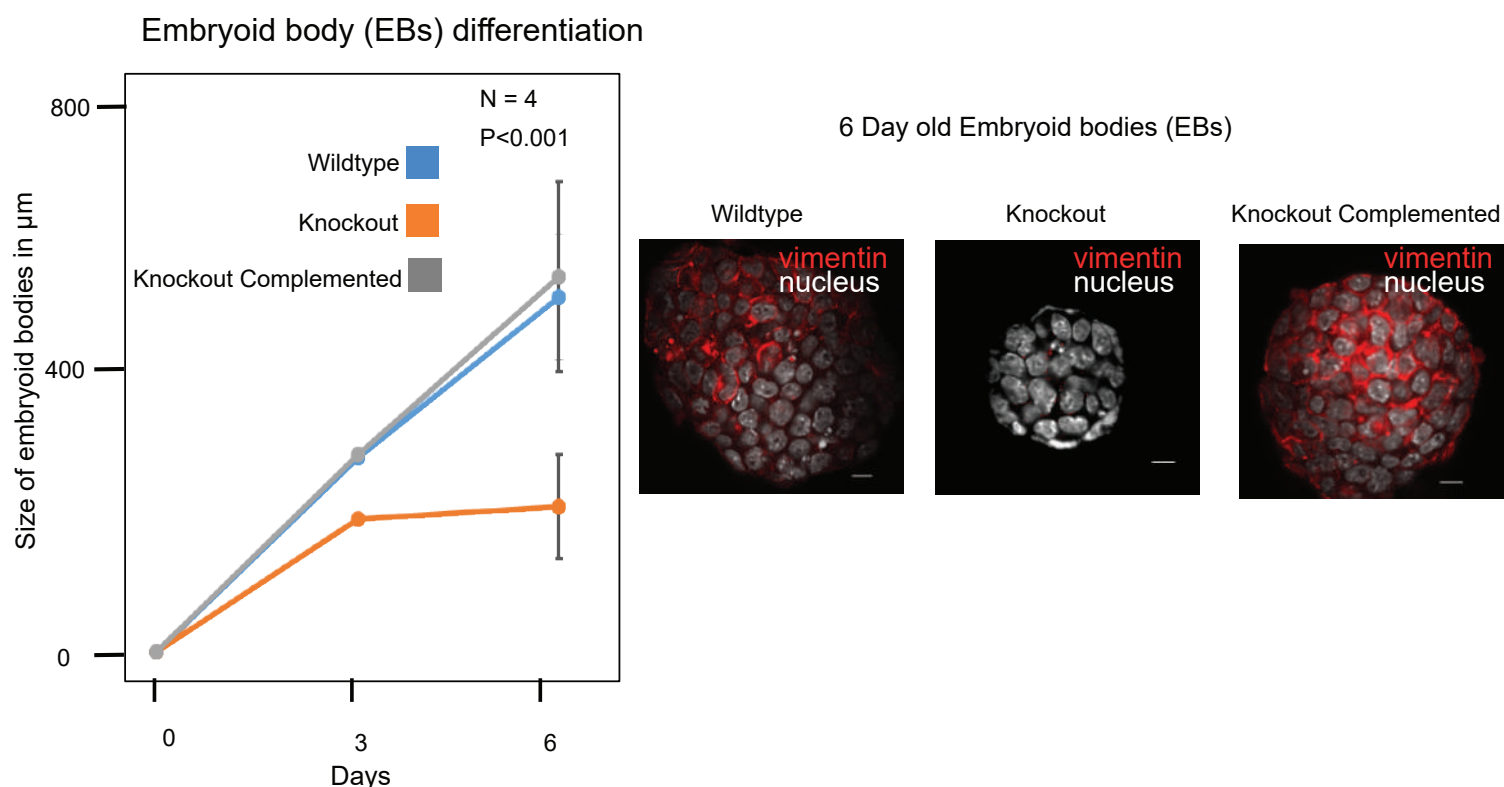 Embryoid body (EBs) differentiation
800
400
0
Size of embryoid bodies in µm
N = 4
P<0.001
Wildtype
Knockout
Knockout Complemented
0
3
6
Days
6 Day old Embryoid bodies (EBs)
Wildtype
Knockout
Knockout Complemented
vimentin
nucleus
vimentin
nucleus
vimentin
nucleus